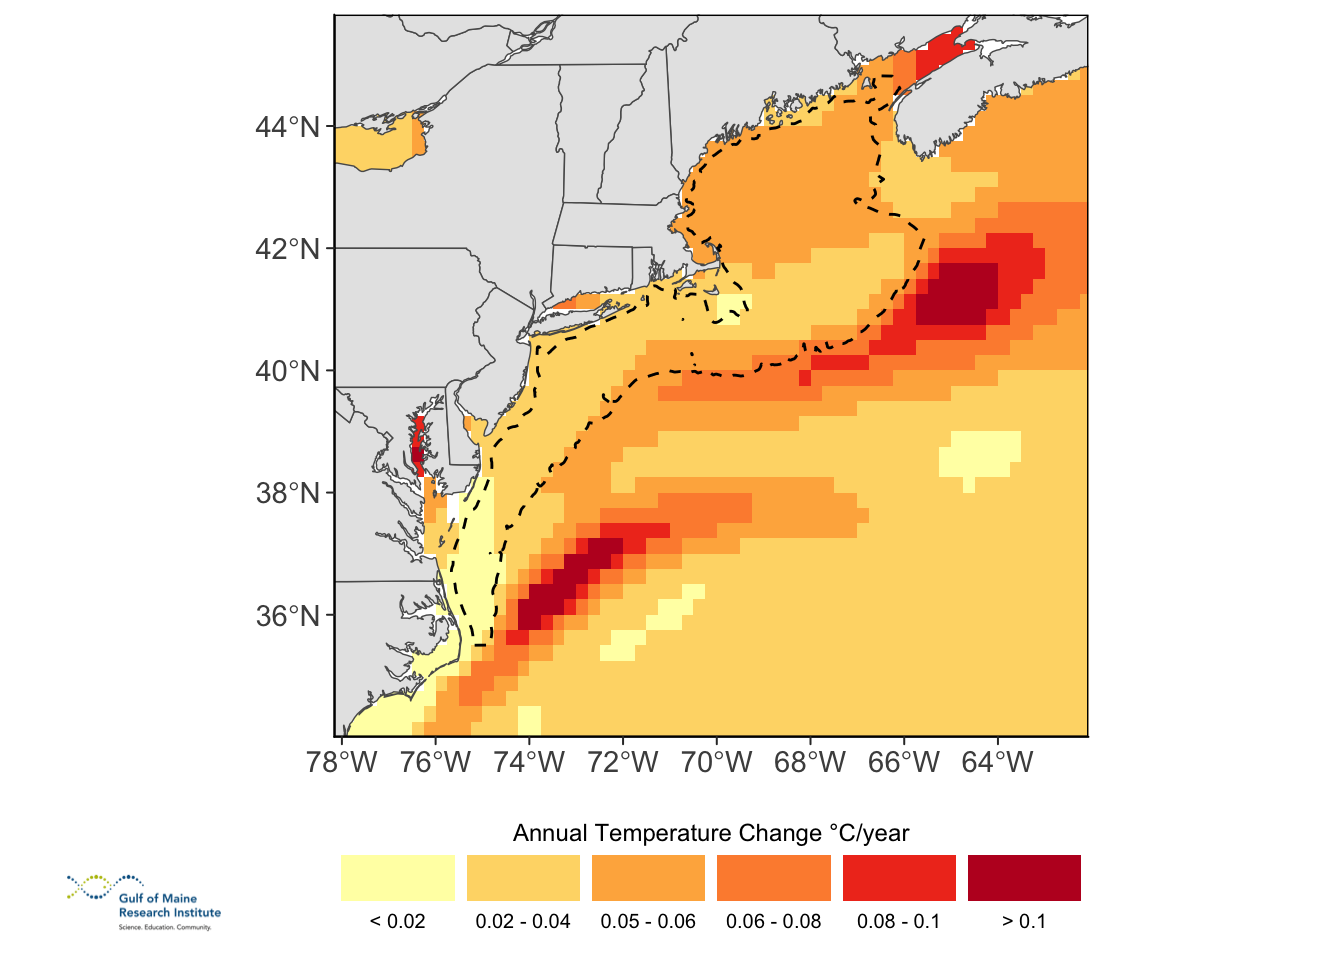 44°N
42°N
40°N
38°N
36°N
78°W 76°W 74°W 72°W 70°W 68°W 66°W 64°W
Annual Temperature Change °C/year
< 0.02 0.02 - 0.04 0.05 - 0.06 0.06 - 0.08 0.08 - 0.1 > 0.1
Gulf of Maine
Research Institute
Science. Education. Community.